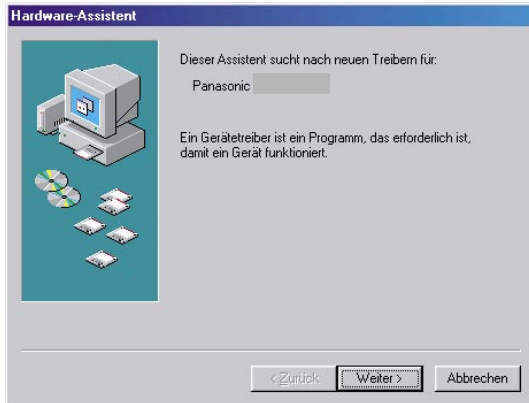 Hardware-Assistent
Dieser Assistent sucht nach neuen Treibern für:
Panasonic
Ein Gerätetreiber ist ein Programm, das erforderlich ist,
damit ein Gerät funktioniert.
< Zurück
Weiter >
Abbrechen